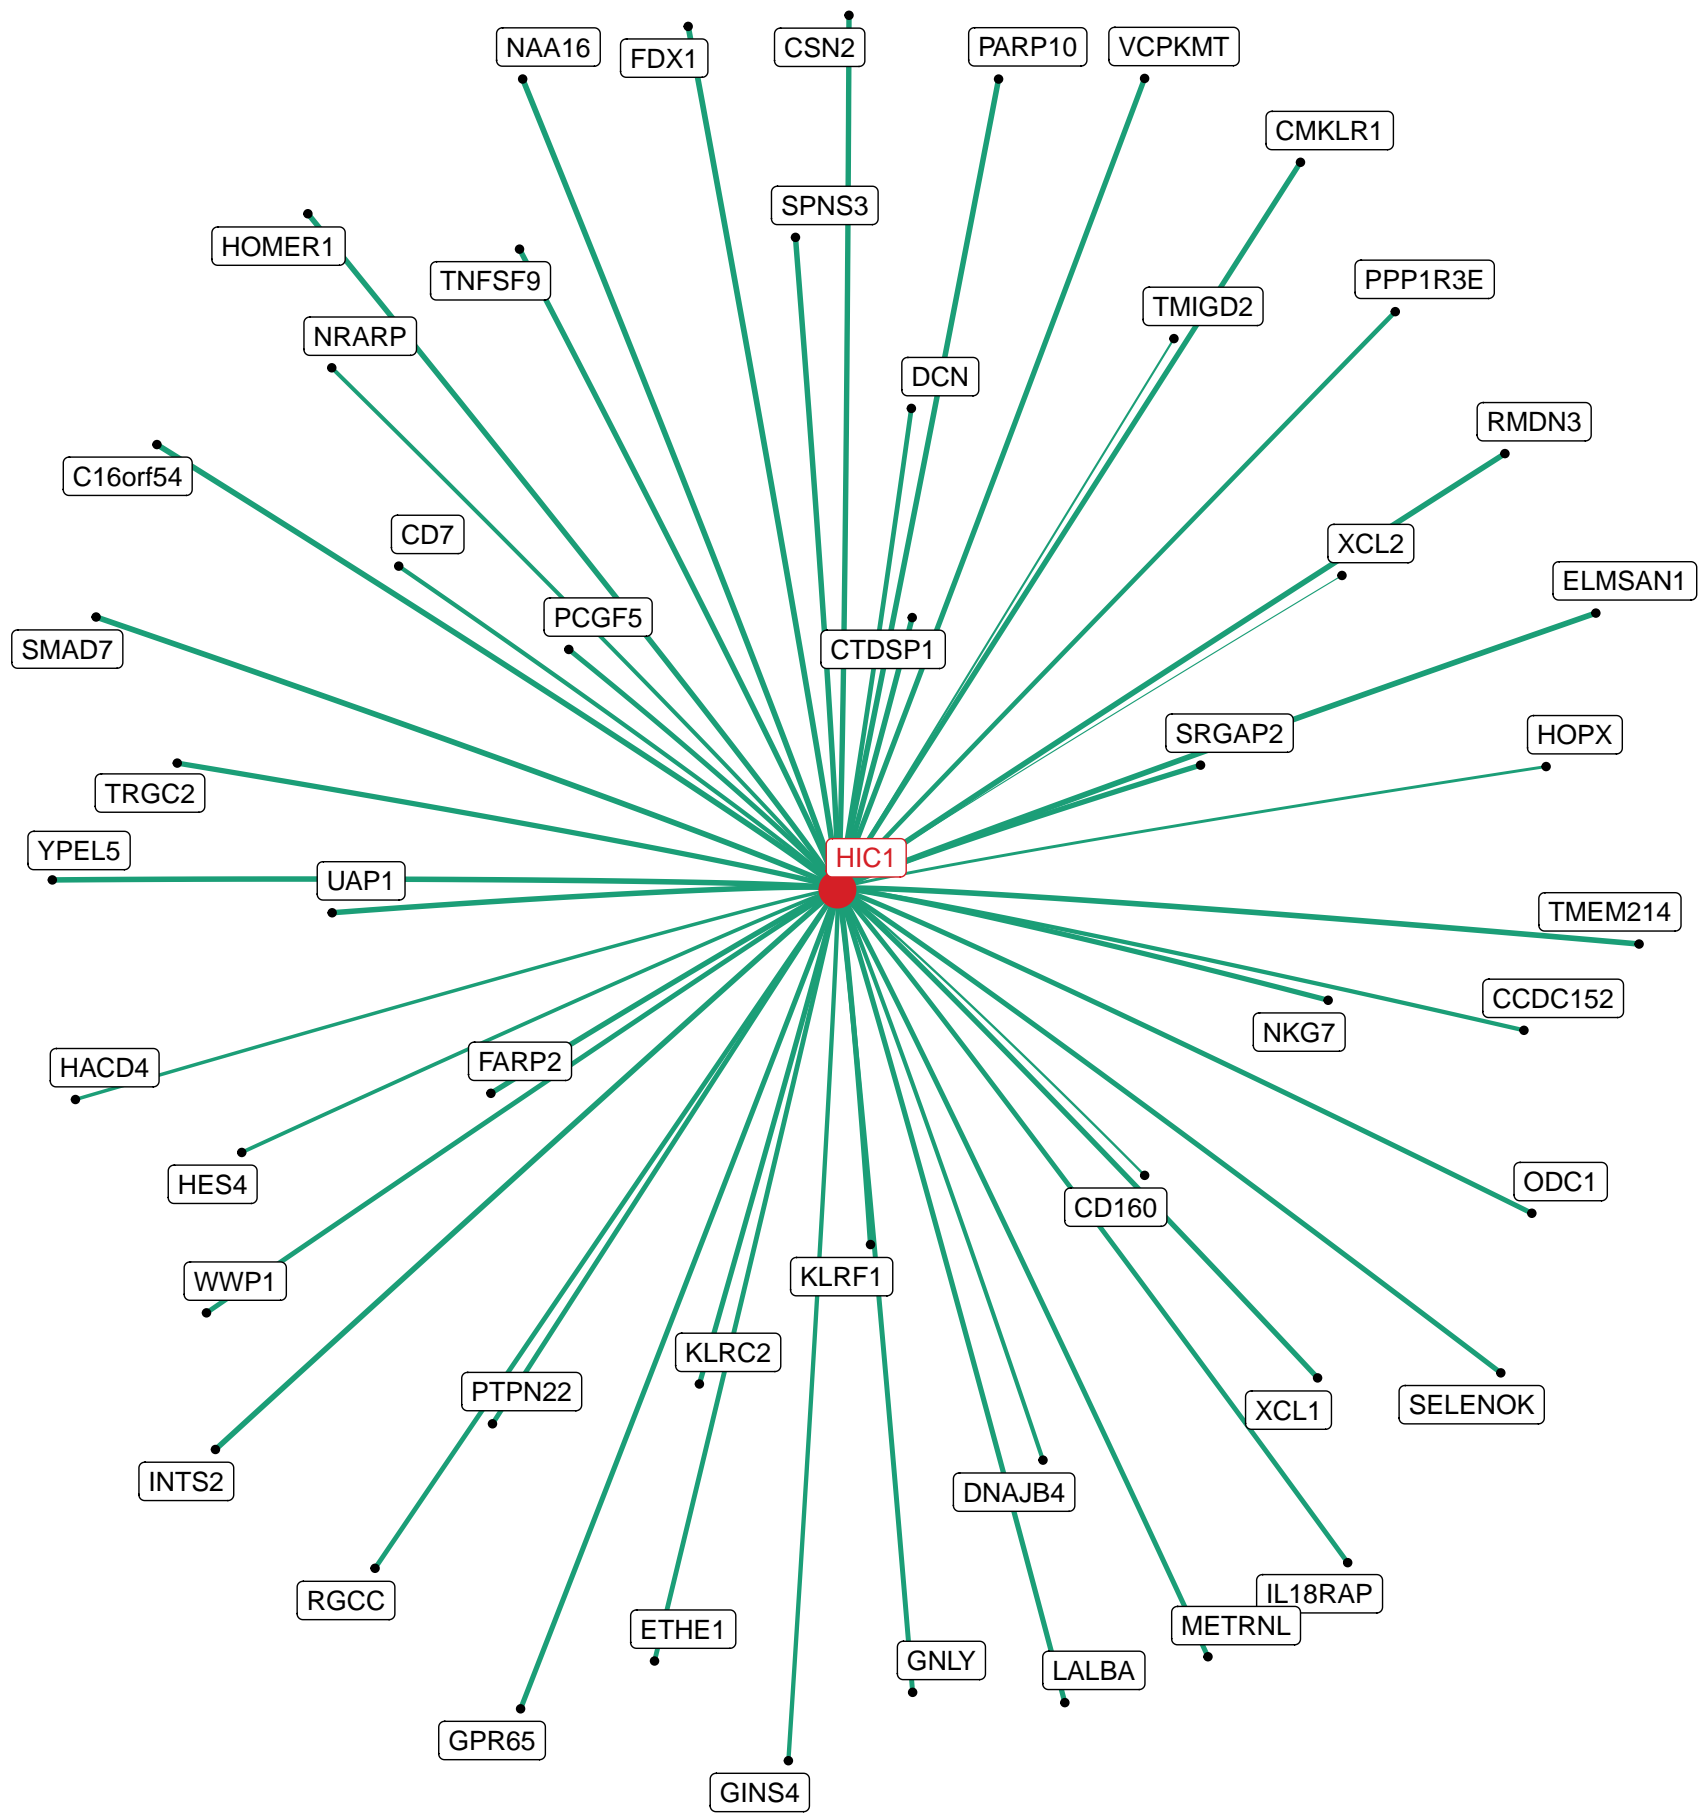 NAA16
FDX1
CSN2
PARP10
VCPKMT
CMKLR1
SPNS3
HOMER1
TNFSF9
PPP1R3E
TMIGD2
NRARP
DCN
RMDN3
C16orf54
CD7
XCL2
ELMSAN1
PCGF5
SMAD7
CTDSP1
SRGAP2
HOPX
TRGC2
YPEL5
HIC1
UAP1
TMEM214
CCDC152
NKG7
FARP2
HACD4
HES4
ODC1
CD160
KLRF1
WWP1
KLRC2
PTPN22
SELENOK
XCL1
INTS2
DNAJB4
IL18RAP
RGCC
METRNL
ETHE1
GNLY
LALBA
GPR65
GINS4